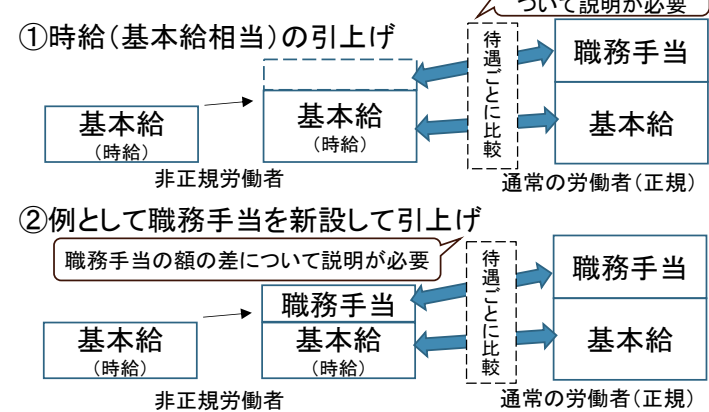 ついて説明が必要
①時給(基本給相当)の引上げ
待遇ごとに比較
職務手当
基本給
(時給)
基本給
(時給)
基本給
非正規労働者
通常の労働者(正規)
②例として職務手当を新設して引上げ
職務手当の額の差について説明が必要
待遇ごとに比較
職務手当
職務手当
基本給
(時給)
基本給
(時給)
基本給
非正規労働者
通常の労働者(正規)